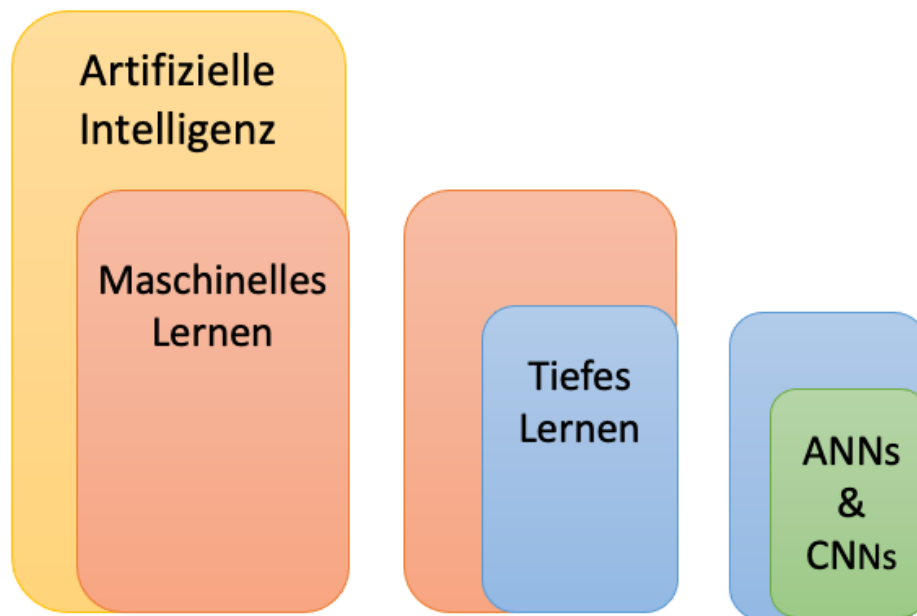 Artifizielle
Intelligenz
Maschinelles
Lernen
Tiefes
Lernen
ANNs
&
CNNs